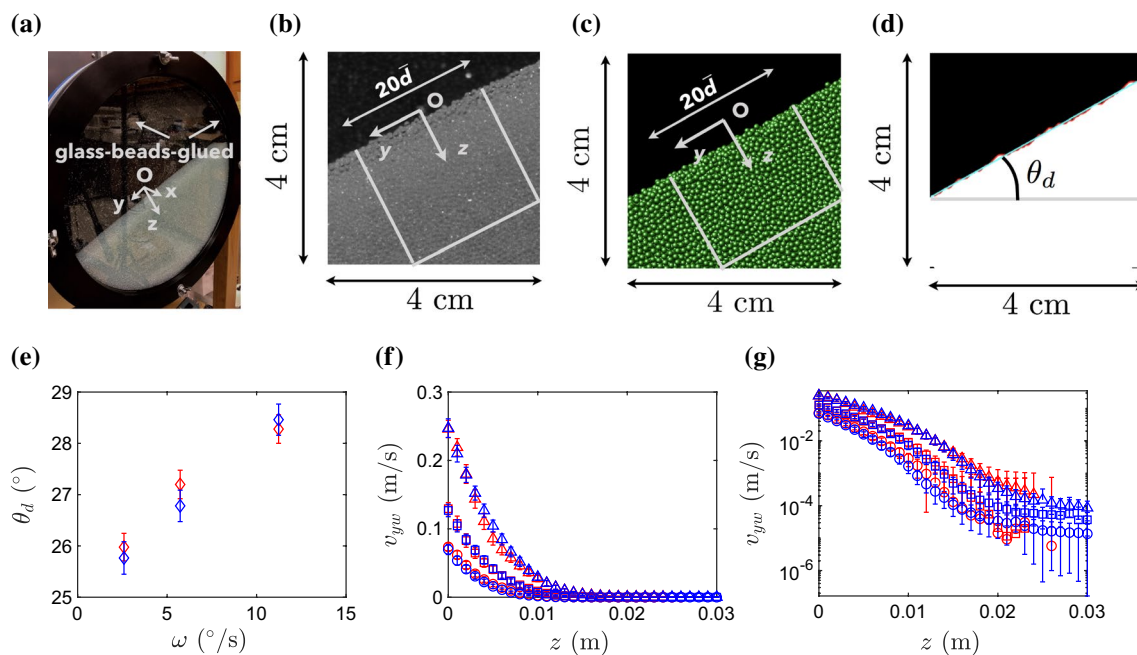 (a)
glass-beads-glued
O
x
y
z
(b)
4 cm
20d̄
O
y
z
4 cm
(c)
4 cm
20d̄
O
y
z
4 cm
(d)
4 cm
θd
4 cm
(e)
29
28
27
26
25
θd (°)
0 5 10 15
ω (°/s)
(f)
0.3
0.2
0.1
0
vyw (m/s)
0 0.01 0.02 0.03
z (m)
(g)
10-2
10-4
10-6
vyw (m/s)
0 0.01 0.02 0.03
z (m)